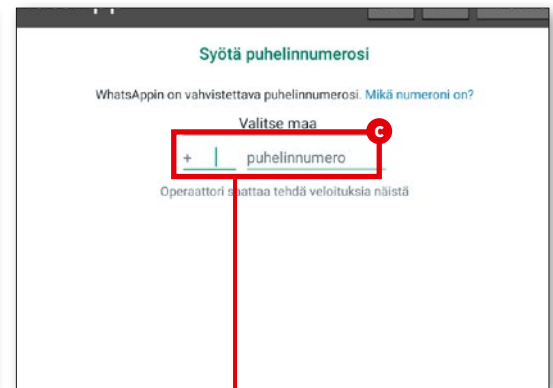 Syötä puhelinnumerosi
WhatsAppin on vahvistettava puhelinnumerosi. Mikä numeroni on?
Valitse maa
C
+ puhelinnumero
Operaattori saattaa tehdä veloituksia näistä